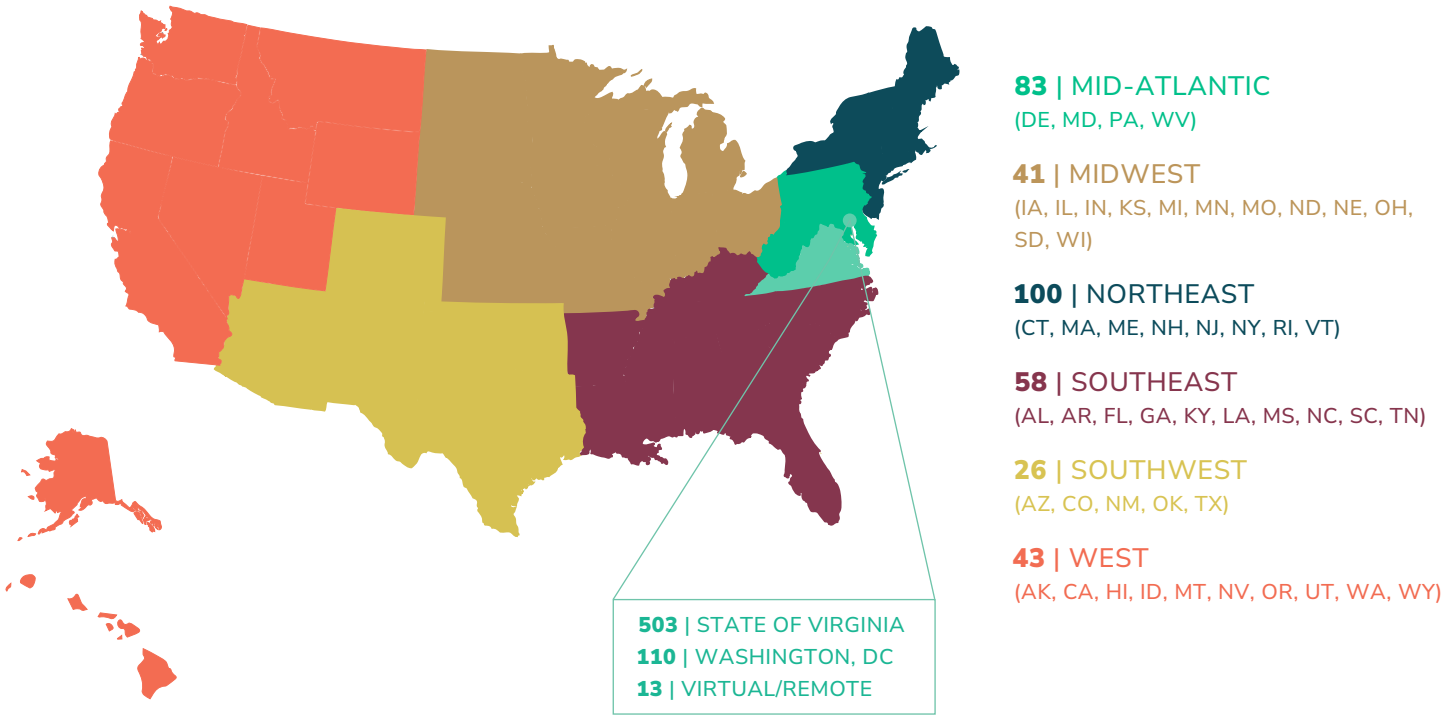 83 | MID-ATLANTIC
(DE, MD, PA, WV)
41 | MIDWEST
(IA, IL, IN, KS, MI, MN, MO, ND, NE, OH,
SD, WI)
100 | NORTHEAST
(CT, MA, ME, NH, NJ, NY, RI, VT)
58 | SOUTHEAST
(AL, AR, FL, GA, KY, LA, MS, NC, SC, TN)
26 | SOUTHWEST
(AZ, CO, NM, OK, TX)
43 | WEST
(AK, CA, HI, ID, MT, NV, OR, UT, WA, WY)
503 | STATE OF VIRGINIA
110 | WASHINGTON, DC
13 | VIRTUAL/REMOTE